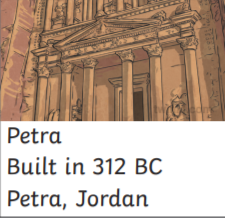 Petra
Built in 312 BC
Petra, Jordan